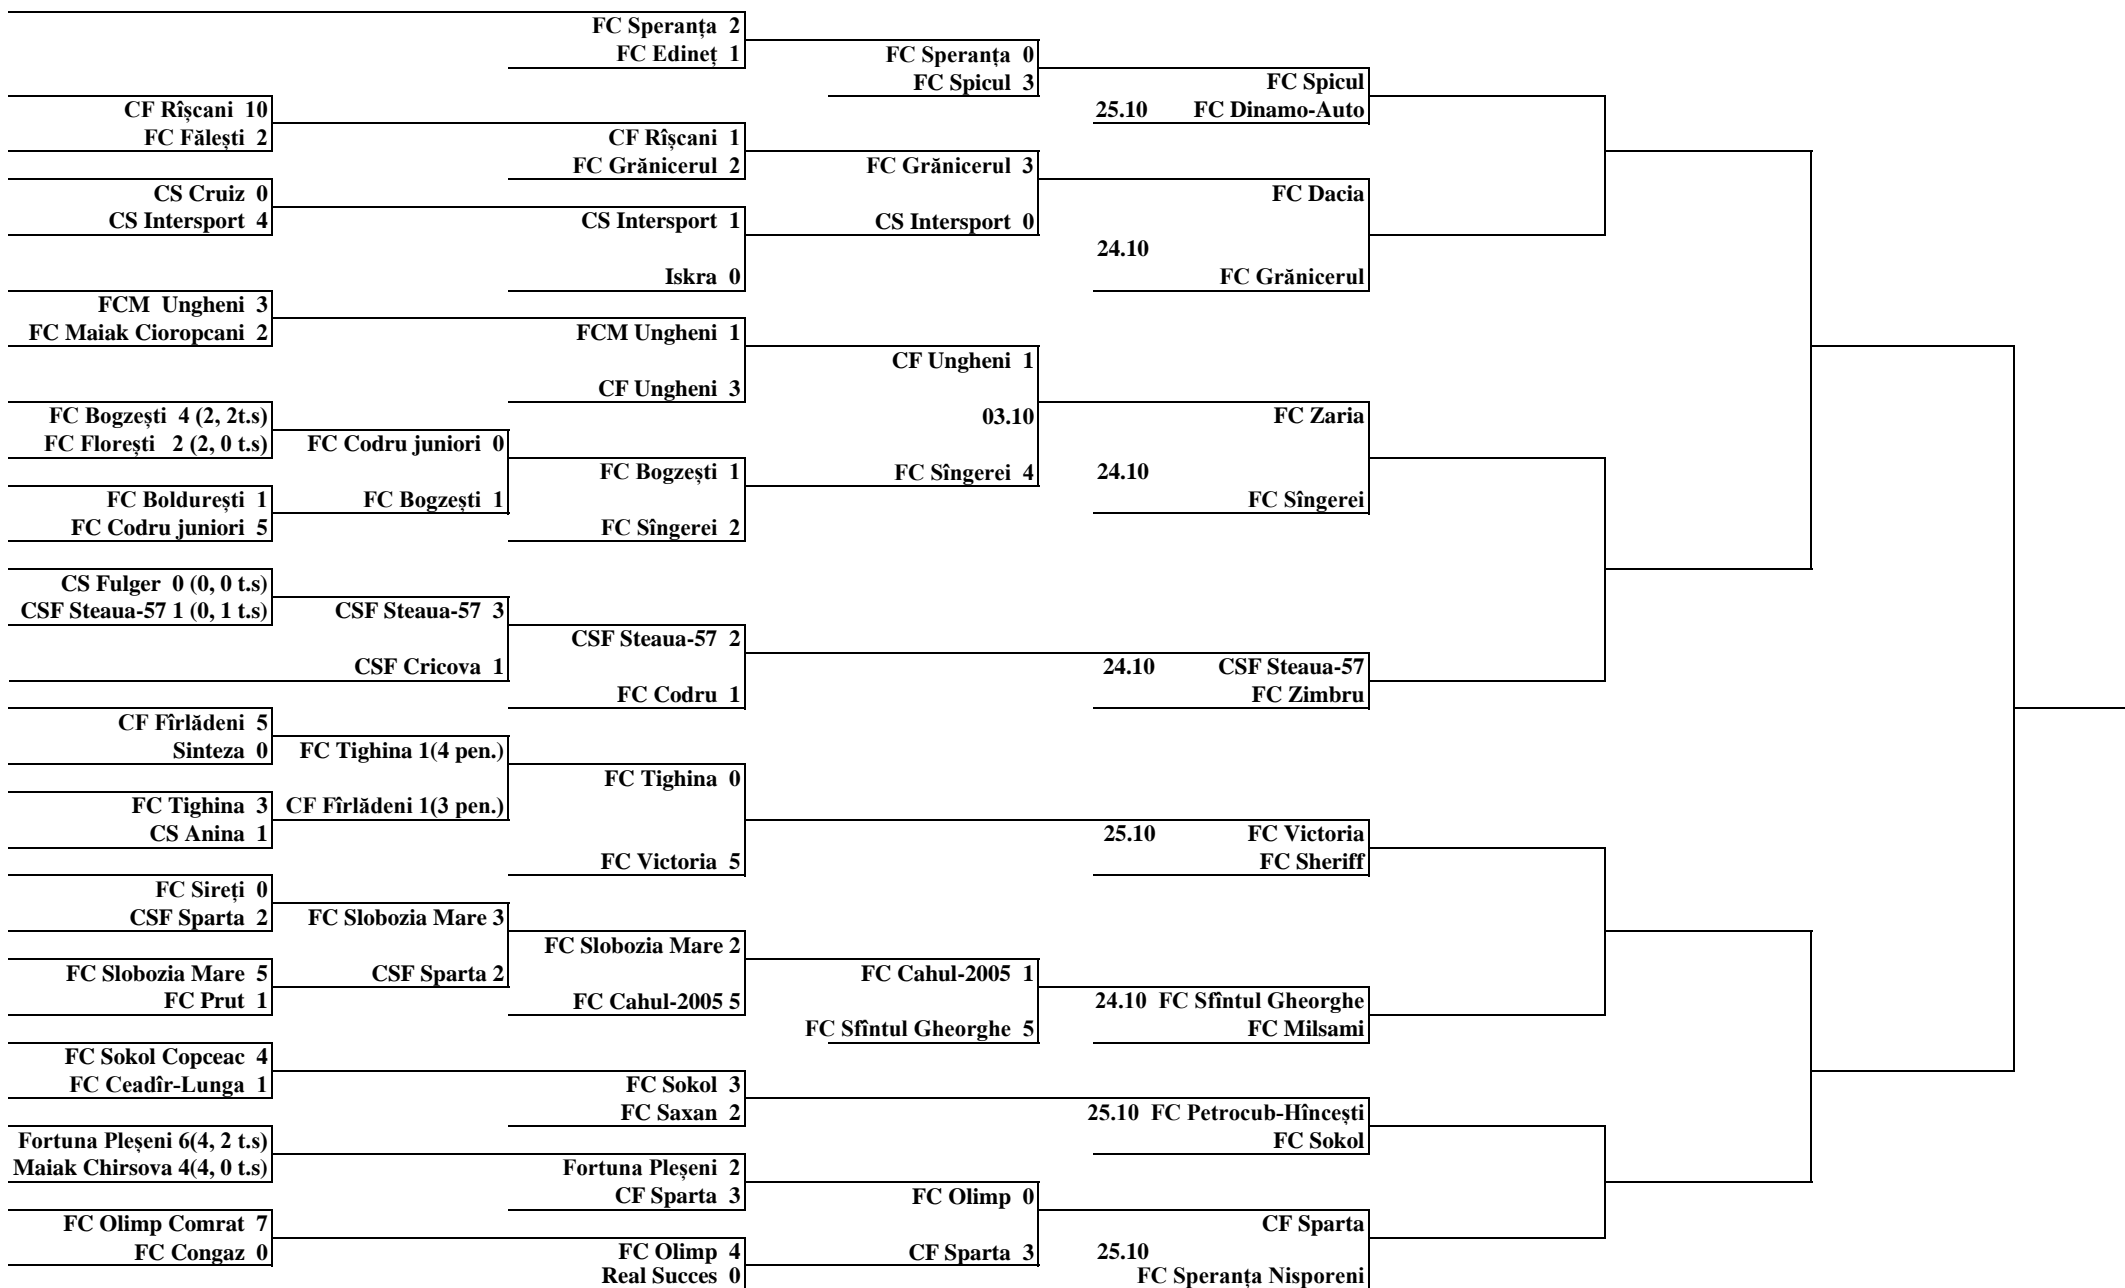 FC Speranța 2
FC Edineț 1
FC Speranța 0
FC Spicul 3
FC Spicul
25.10 FC Dinamo-Auto
CF Rîșcani 10
FC Fălești 2
CF Rîșcani 1
FC Grănicerul 2
FC Grănicerul 3
CS Cruiz 0
CS Intersport 4
CS Intersport 1
CS Intersport 0
FC Dacia
24.10
Iskra 0
FC Grănicerul
FCM Ungheni 3
FC Maiak Cioropcani 2
FCM Ungheni 1
CF Ungheni 3
CF Ungheni 1
03.10
FC Sîngerei 4
FC Zaria
24.10
FC Sîngerei
FC Bogzești 4 (2, 2t.s)
FC Florești 2 (2, 0 t.s)
FC Codru juniori 0
FC Bogzești 1
FC Bogzești 1
FC Sîngerei 2
FC Boldurești 1
FC Codru juniori 5
CS Fulger 0 (0, 0 t.s)
CSF Steaua-57 1 (0, 1 t.s)
CSF Steaua-57 3
CSF Cricova 1
CSF Steaua-57 2
FC Codru 1
24.10 CSF Steaua-57
FC Zimbru
CF Fîrlădeni 5
Sinteza 0
FC Tighina 1(4 pen.)
CF Fîrlădeni 1(3 pen.)
FC Tighina 3
CS Anina 1
FC Tighina 0
FC Victoria 5
25.10 FC Victoria
FC Sheriff
FC Sireți 0
CSF Sparta 2
FC Slobozia Mare 3
CSF Sparta 2
FC Slobozia Mare 5
FC Prut 1
FC Slobozia Mare 2
FC Cahul-2005 5
FC Cahul-2005 1
FC Sfîntul Gheorghe 5
24.10 FC Sfîntul Gheorghe
FC Milsami
FC Sokol Copceac 4
FC Ceadîr-Lunga 1
FC Sokol 3
FC Saxan 2
25.10 FC Petrocub-Hîncești
FC Sokol
Fortuna Pleșeni 6(4, 2 t.s)
Maiak Chirsova 4(4, 0 t.s)
Fortuna Pleșeni 2
CF Sparta 3
FC Olimp 0
CF Sparta 3
CF Sparta
25.10
FC Speranța Nisporeni
FC Olimp Comrat 7
FC Congaz 0
FC Olimp 4
Real Succes 0